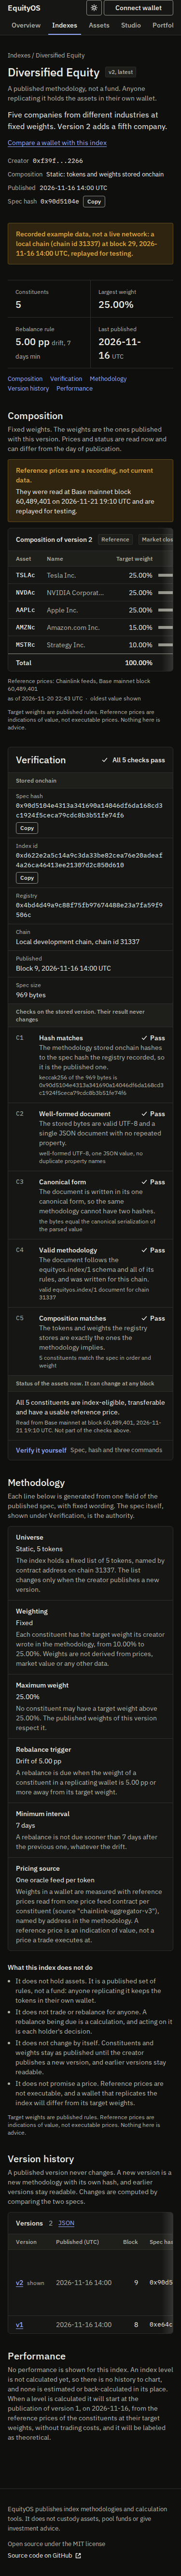 EquityOS
Connect wallet
Overview Indexes Assets Studio Portfol
Indexes / Diversified Equity
Diversified Equity v2, latest
A published methodology, not a fund. Anyone
replicating it holds the assets in their own wallet.
Five companies from different industries at
fixed weights. Version 2 adds a fifth company.
Compare a wallet with this index
Creator 0xf39f...2266
Composition Static: tokens and weights stored onchain
Published 2026-11-16 14:00 UTC
Spec hash 0x90d5104e Copy
Recorded example data, not a live network: a
local chain (chain id 31337) at block 29, 2026-
11-16 14:00 UTC, replayed for testing.
Constituents
5
Largest weight
25.00%
Rebalance rule
5.00 pp drift, 7
days min
Last published
2026-11-
16 UTC
Composition Verification Methodology
Version history Performance
Composition
Fixed weights. The weights are the ones published
with this version. Prices and status are read now and
can differ from the day of publication.
Reference prices are a recording, not current
data.
They were read at Base mainnet block
60,489,401 on 2026-11-21 19:10 UTC and are
replayed for testing.
Composition of version 2 Reference Market clos
Asset Name Target weight
TSLAc Tesla Inc. 25.00%
NVDAc NVIDIA Corporat... 25.00%
AAPLc Apple Inc. 25.00%
AMZNc Amazon.com Inc. 15.00%
MSTRc Strategy Inc. 10.00%
Total 100.00%
Reference prices: Chainlink feeds, Base mainnet block
60,489,401
as of 2026-11-20 22:43 UTC · oldest value shown
Target weights are published rules. Reference prices are
indications of value, not executable prices. Nothing here is
advice.
Verification
All 5 checks pass
Stored onchain
Spec hash
Copy
Index id
Copy
Registry
Chain
Local development chain, chain id 31337
Published
Block 9, 2026-11-16 14:00 UTC
Spec size
969 bytes
Checks on the stored version. Their result never
changes
C1 Hash matches Pass
The methodology stored onchain hashes
to the spec hash the registry recorded, so
it is the published one.
keccak256 of the 969 bytes is
C2 Well-formed document Pass
The stored bytes are valid UTF-8 and a
single JSON document with no repeated
property.
well-formed UTF-8, one JSON value, no
duplicate property names
C3 Canonical form Pass
The document is written in its one
canonical form, so the same
methodology cannot have two hashes.
the bytes equal the canonical serialization of
the parsed value
C4 Valid methodology Pass
The document follows the
equityos.index/1 schema and all of its
rules, and was written for this chain.
valid equityos.index/1 document for chain
31337
C5 Composition matches Pass
The tokens and weights the registry
stores are exactly the ones the
methodology implies.
5 constituents match the spec in order and
weight
Status of the assets now. It can change at any block
All 5 constituents are index-eligible, transferable
and have a usable reference price.
Read from Base mainnet at block 60,489,401, 2026-11-
21 19:10 UTC. Not part of the checks above.
Verify it yourself Spec, hash and three commands
Methodology
Each line below is generated from one field of the
published spec, with fixed wording. The spec itself,
shown under Verification, is the authority.
Universe
Static, 5 tokens
The index holds a fixed list of 5 tokens, named by
contract address on chain 31337. The list
changes only when the creator publishes a new
version.
Weighting
Fixed
Each constituent has the target weight its creator
wrote in the methodology, from 10.00% to
25.00%. Weights are not derived from prices,
market value or any other data.
Maximum weight
25.00%
No constituent may have a target weight above
25.00%. The published weights of this version
respect it.
Rebalance trigger
Drift of 5.00 pp
A rebalance is due when the weight of a
constituent in a replicating wallet is 5.00 pp or
more away from its target weight.
Minimum interval
7 days
A rebalance is not due sooner than 7 days after
the previous one, whatever the drift.
Pricing source
One oracle feed per token
Weights in a wallet are measured with reference
prices read from one price feed contract per
constituent (source "chainlink-aggregator-v3"),
named by address in the methodology. A
reference price is an indication of value, not a
price a trade executes at.
What this index does not do
• It does not hold assets. It is a published set of
rules, not a fund: anyone replicating it keeps the
tokens in their own wallet.
• It does not trade or rebalance for anyone. A
rebalance being due is a calculation, and acting on it
is each holder's decision.
• It does not change by itself. Constituents and
weights stay as published until the creator
publishes a new version, and earlier versions stay
readable.
• It does not promise a price. Reference prices are
not executable, and a wallet that replicates the
index will differ from its targets.
Target weights are published rules. Reference prices are
indications of value, not executable prices. Nothing here is
advice.
Version history
A published version never changes. A new version is a
new methodology with its own hash, and earlier
versions stay readable. Changes are computed by
comparing the two specs.
Versions 2 JSON
Version Published (UTC) Block Spec has
v2 shown 2026-11-16 14:00 9 0x90d5
v1 2026-11-16 14:00 8 0xe64c
Performance
No performance is shown for this index. An index level
is not calculated yet, so there is no history to chart,
and none is estimated or back-calculated in its place.
When a level is calculated it will start at the
publication of version 1, on 2026-11-16, from the
reference prices of the constituents at their target
weights, without trading costs, and it will be labeled
as theoretical.
EquityOS publishes index methodologies and calculation
tools. It does not custody assets, pool funds or give
investment advice.
Open source under the MIT license
Source code on GitHub